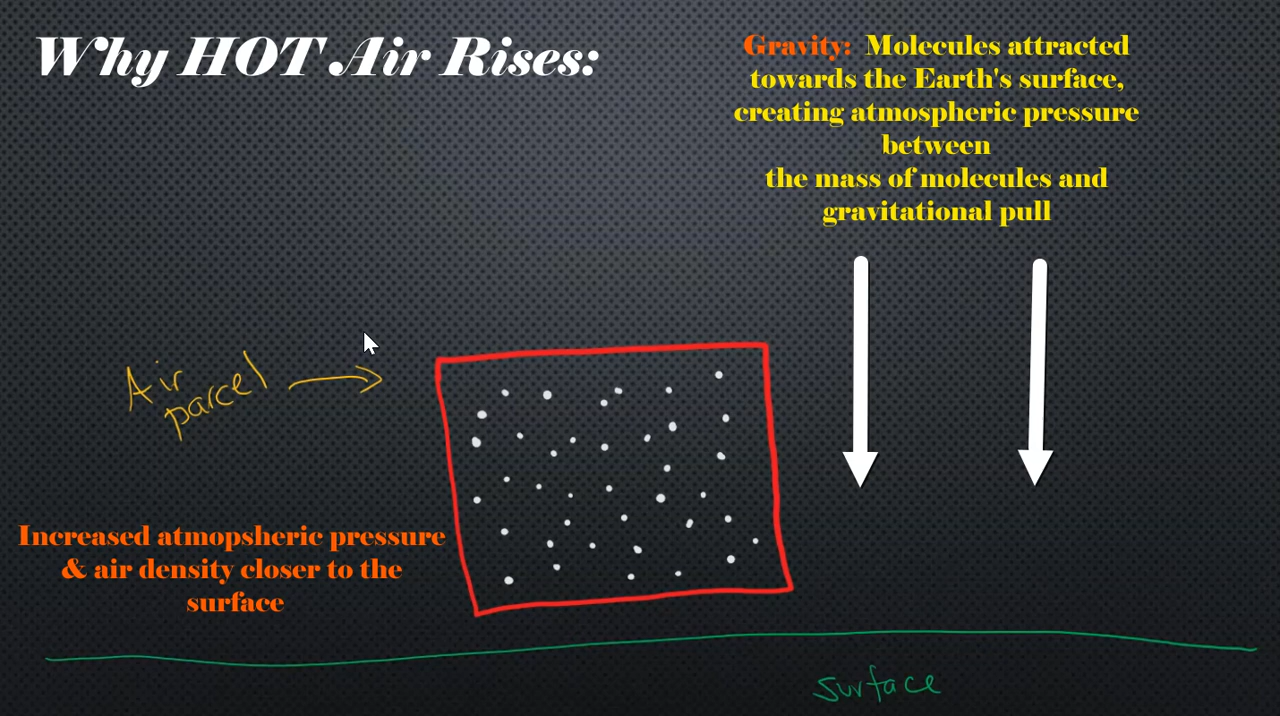 Why HOT Air Rises:
Gravity: Molecules attracted
towards the Earth's surface,
creating atmospheric pressure
between
the mass of molecules and
gravitational pull
Air
parcel
Increased atmopsheric pressure
& air density closer to the
surface
surface